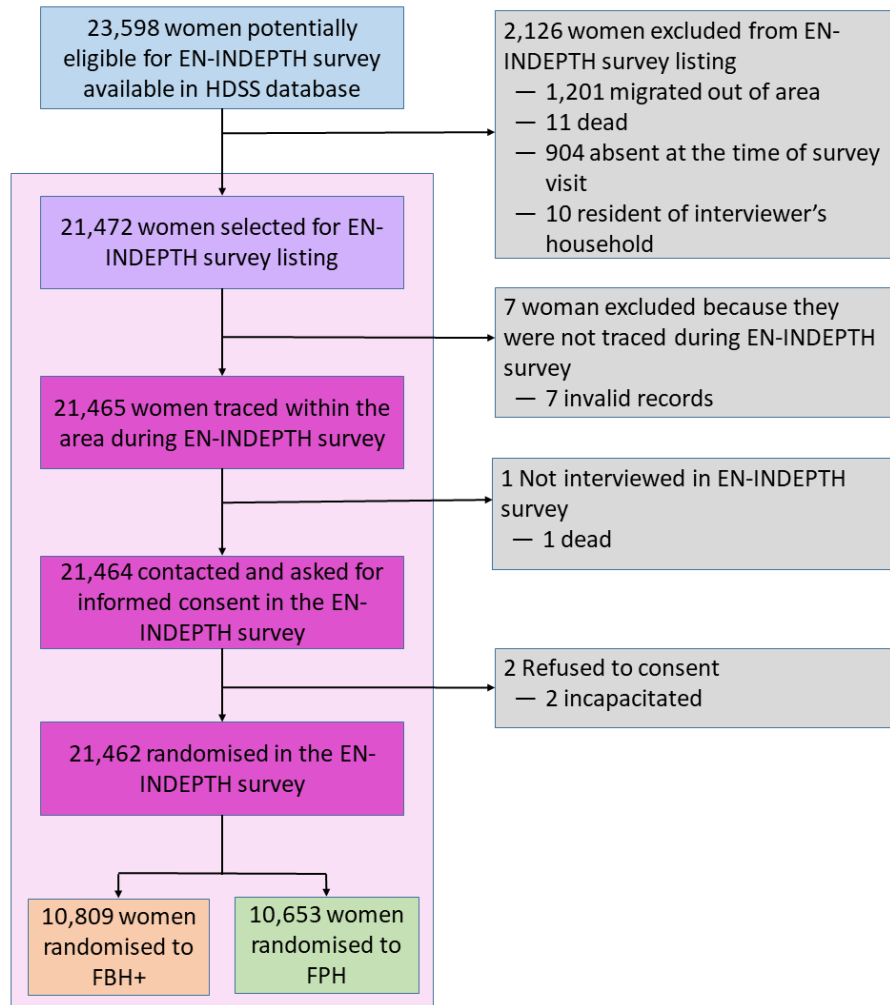 23,598 women potentially
eligible for EN-INDEPTH survey
available in HDSS database
2,126 women excluded from EN-
INDEPTH survey listing
— 1,201 migrated out of area
— 11 dead
— 904 absent at the time of survey
visit
— 10 resident of interviewer's
household
21,472 women selected for EN-
INDEPTH survey listing
7 woman excluded because they
were not traced during EN-INDEPTH
survey
— 7 invalid records
21,465 women traced within the
area during EN-INDEPTH survey
1 Not interviewed in EN-INDEPTH
survey
— 1 dead
21,464 contacted and asked for
informed consent in the EN-
INDEPTH survey
2 Refused to consent
— 2 incapacitated
21,462 randomised in the EN-
INDEPTH survey
10,809 women
randomised to
FBH+
10,653 women
randomised to
FPH